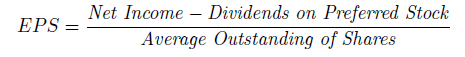 EPS = Net Income − Dividends on Preferred Stock
Average Outstanding of Shares